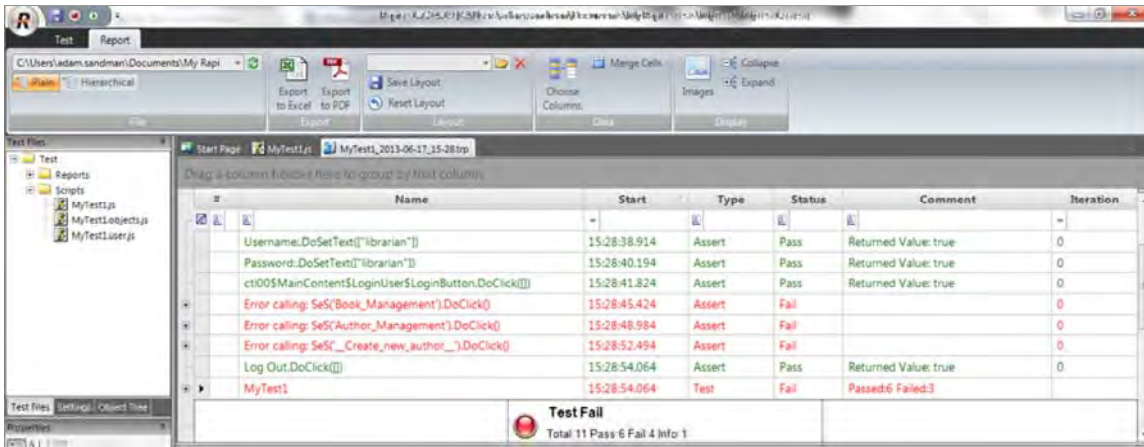 Test Report
C:\Users\adam.sandman\Documents\My Rapi
Plain Hierarchical
File
Export to Excel
Export to PDF
Export
Save Layout
Reset Layout
Layout
Choose Columns
Merge Cells
Data
Images
Collapse
Expand
Display
Test Files
Test
Reports
Scripts
MyTest1.js
MyTest1.objects.js
MyTest1.user.js
Test Files Settings Object Tree
Properties
Start Page MyTest1.js MyTest1_2013-06-17_15-28.trp
Drag a column header here to group by that column
Name Start Type Status Comment Iteration
Username:.DoSetText(["librarian"]) 15:28:38.914 Assert Pass Returned Value: true 0
Password:.DoSetText(["librarian"]) 15:28:40.194 Assert Pass Returned Value: true 0
ctl00$MainContent$LoginUser$LoginButton.DoClick([]) 15:28:41.824 Assert Pass Returned Value: true 0
Error calling: SeS('Book_Management').DoClick() 15:28:45.424 Assert Fail 0
Error calling: SeS('Author_Management').DoClick() 15:28:48.984 Assert Fail 0
Error calling: SeS('__Create_new_author__').DoClick() 15:28:52.494 Assert Fail 0
Log Out.DoClick([]) 15:28:54.064 Assert Pass Returned Value: true 0
MyTest1 15:28:54.064 Test Fail Passed:6 Failed:3
Test Fail
Total 11 Pass 6 Fail 4 Info 1